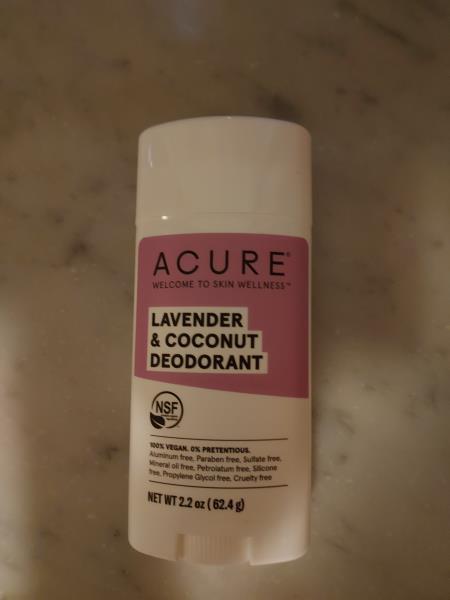 ACURE®
WELCOME TO SKIN WELLNESS™
LAVENDER
& COCONUT
DEODORANT
NSF
100% VEGAN. 0% PRETENTIOUS.
Aluminum free, Paraben free, Sulfate free,
Mineral oil free, Petrolatum free, Silicone
free, Propylene Glycol free, Cruelty free
NET WT 2.2 oz ( 62.4 g)